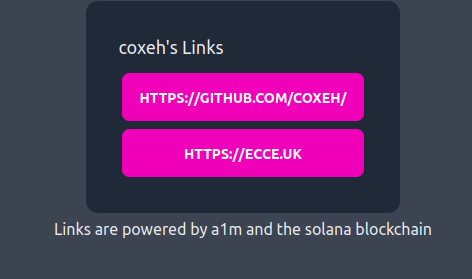 coxeh's Links
HTTPS://GITHUB.COM/COXEH/
HTTPS://ECCE.UK
Links are powered by a1m and the solana blockchain